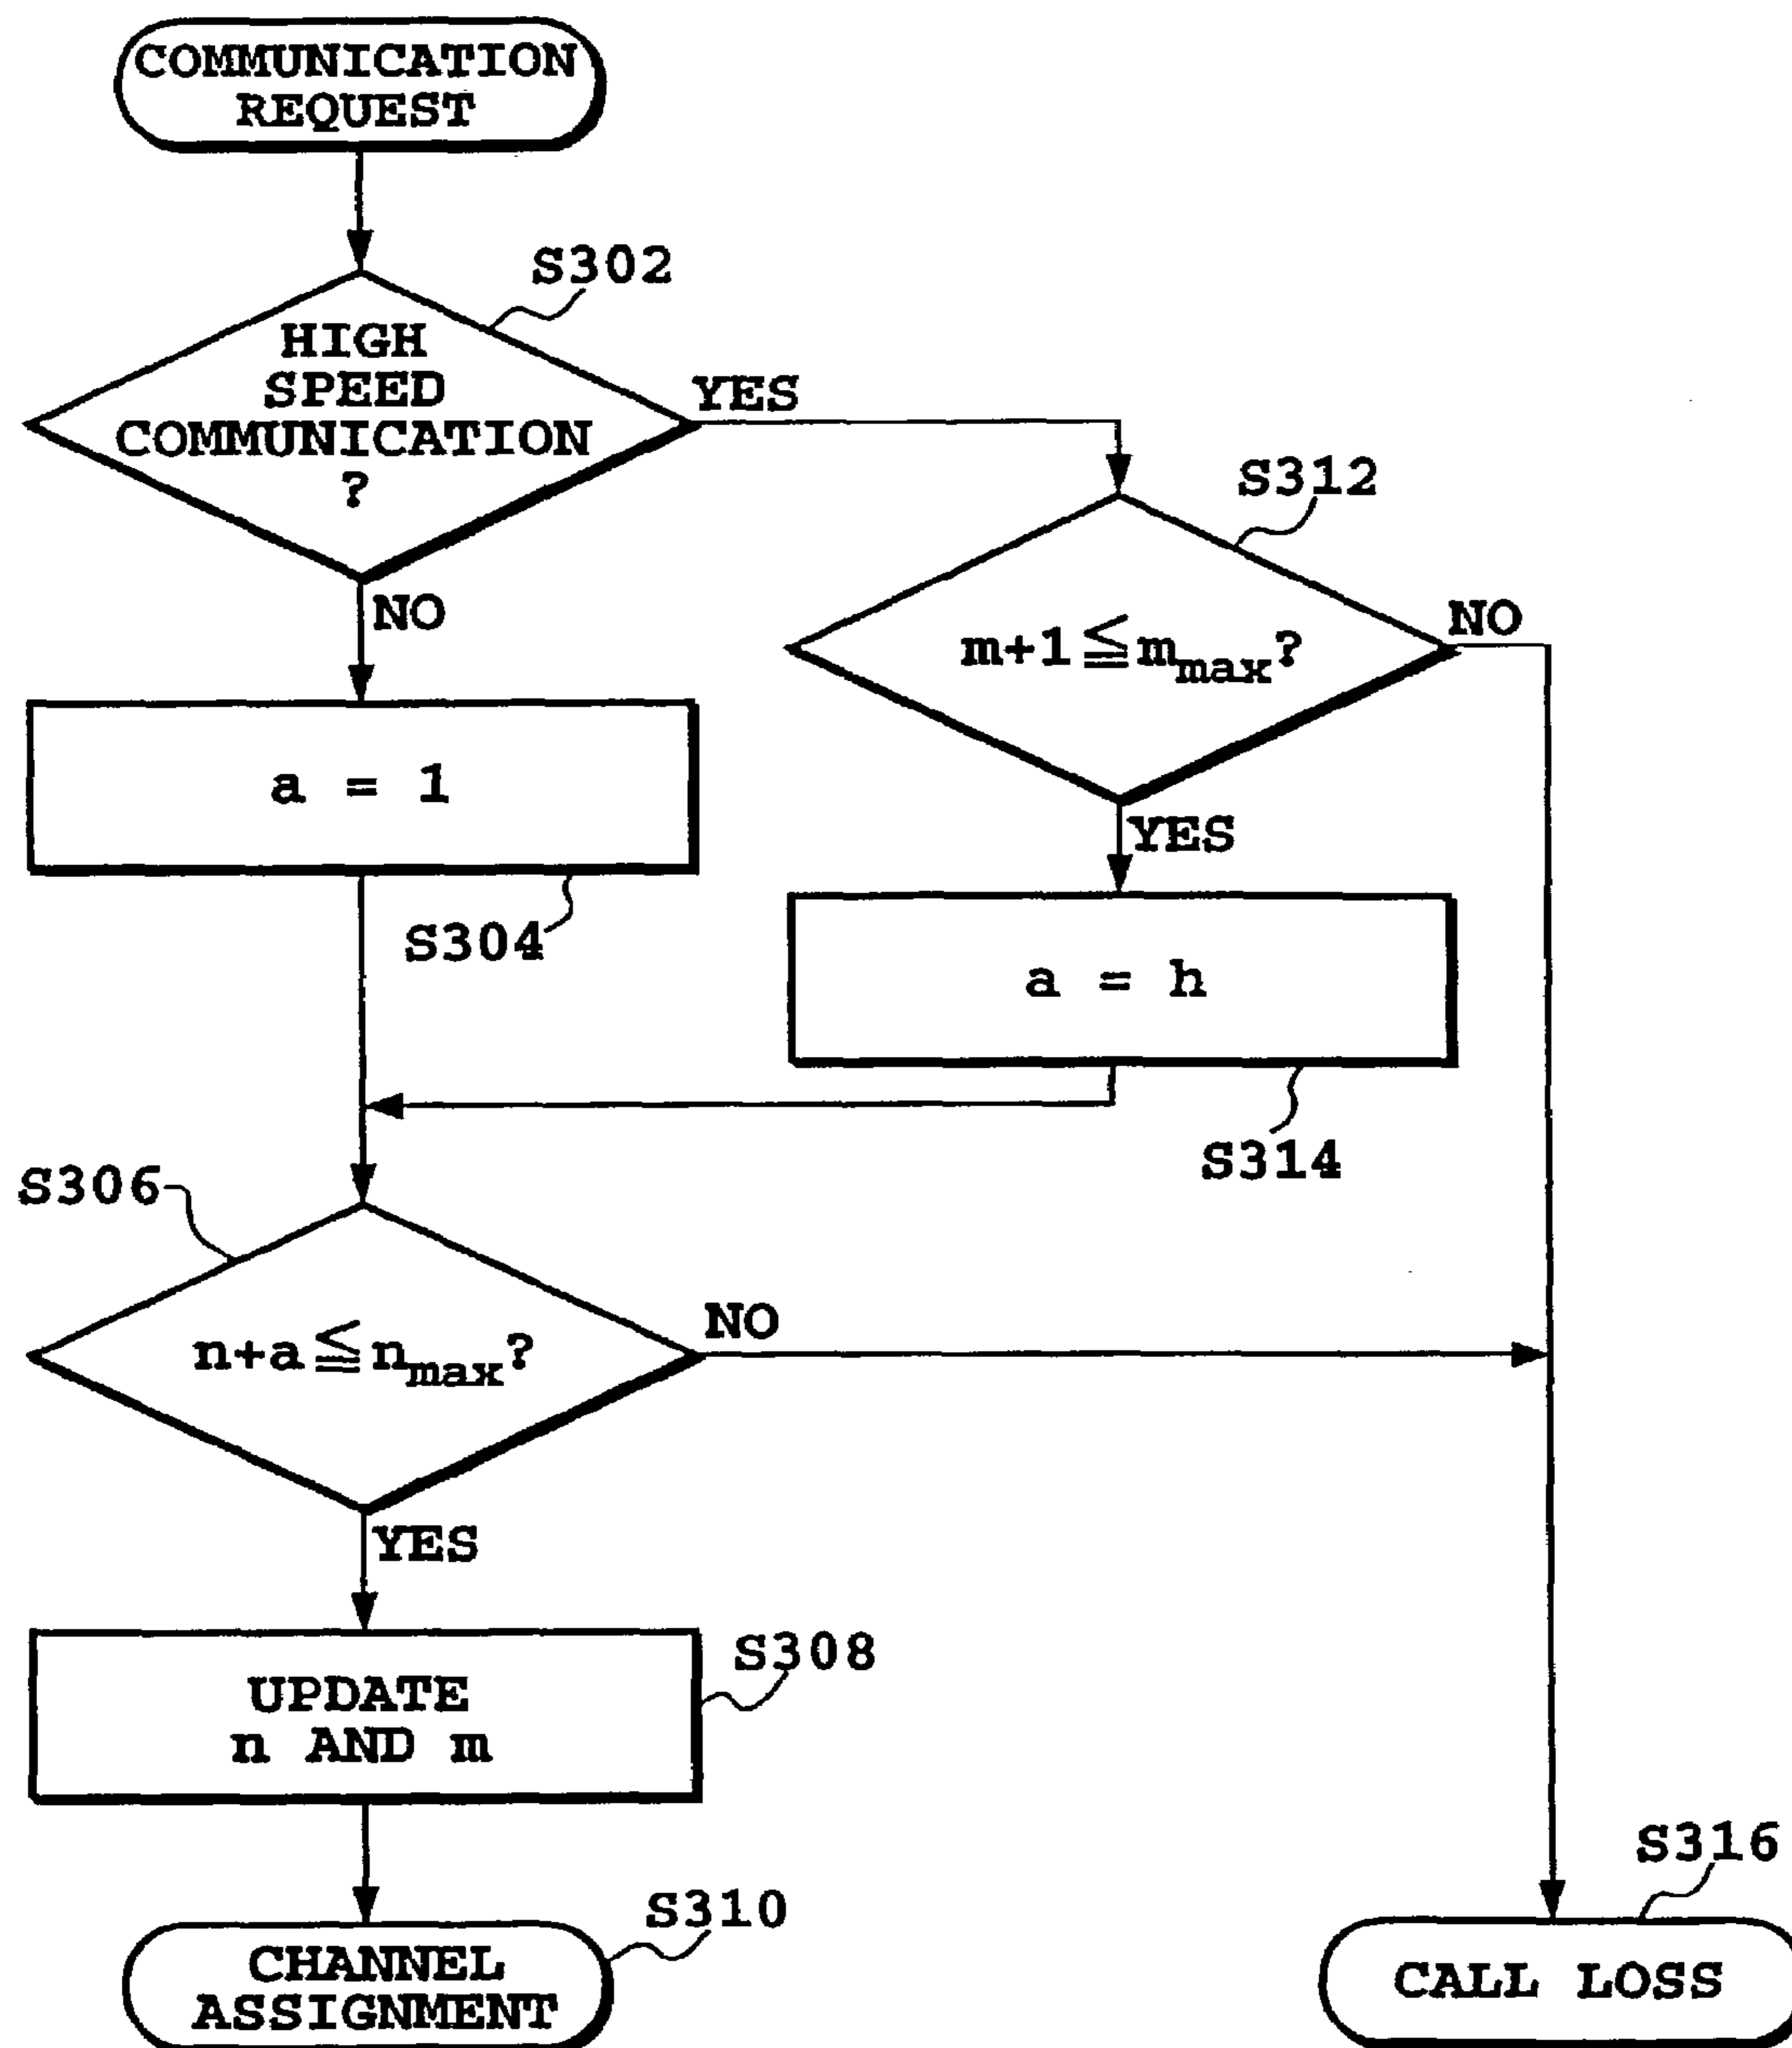 COMMUNICATION
REQUEST
S302
HIGH
SPEED
COMMUNICATION
?
YES
NO
S312
m+1≦mmax?
NO
YES
a = 1
S304
a = h
S314
S306
n+a≦nmax?
NO
YES
UPDATE
n AND m
S308
S310
CHANNEL
ASSIGNMENT
S316
CALL LOSS